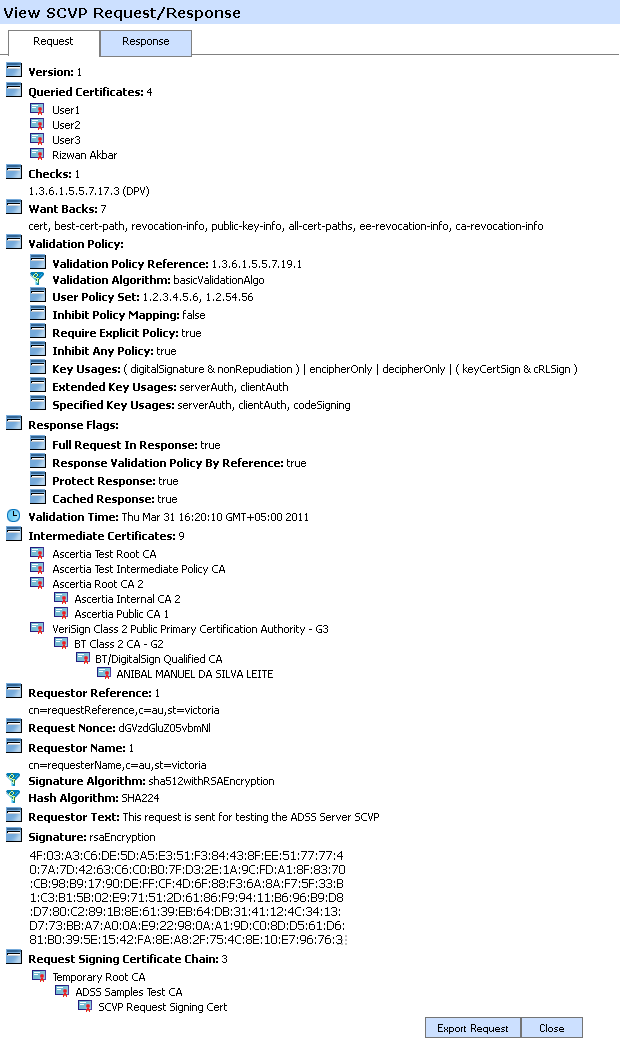 View SCVP Request/Response
Request Response
Version: 1
Queried Certificates: 4
User1
User2
User3
Rizwan Akbar
Checks: 1
1.3.6.1.5.5.7.17.3 (DPV)
Want Backs: 7
cert, best-cert-path, revocation-info, public-key-info, all-cert-paths, ee-revocation-info, ca-revocation-info
Validation Policy:
Validation Policy Reference: 1.3.6.1.5.5.7.19.1
Validation Algorithm: basicValidationAlgo
User Policy Set: 1.2.3.4.5.6, 1.2.54.56
Inhibit Policy Mapping: false
Require Explicit Policy: true
Inhibit Any Policy: true
Key Usages: ( digitalSignature & nonRepudiation ) | encipherOnly | decipherOnly | ( keyCertSign & cRLSign )
Extended Key Usages: serverAuth, clientAuth
Specified Key Usages: serverAuth, clientAuth, codeSigning
Response Flags:
Full Request In Response: true
Response Validation Policy By Reference: true
Protect Response: true
Cached Response: true
Validation Time: Thu Mar 31 16:20:10 GMT+05:00 2011
Intermediate Certificates: 9
Ascertia Test Root CA
Ascertia Test Intermediate Policy CA
Ascertia Root CA 2
Ascertia Internal CA 2
Ascertia Public CA 1
VeriSign Class 2 Public Primary Certification Authority - G3
BT Class 2 CA - G2
BT/DigitalSign Qualified CA
ANIBAL MANUEL DA SILVA LEITE
Requestor Reference: 1
cn=requestReference,c=au,st=victoria
Request Nonce: dGVzdGluZ05vbmNl
Requestor Name: 1
cn=requesterName,c=au,st=victoria
Signature Algorithm: sha512withRSAEncryption
Hash Algorithm: SHA224
Requestor Text: This request is sent for testing the ADSS Server SCVP
Signature: rsaEncryption
4F:03:A3:C6:DE:5D:A5:E3:51:F3:84:43:8F:EE:51:77:77:4
0:7A:7D:42:63:C6:C0:B0:7F:D3:2E:1A:9C:FD:A1:8F:83:70
:CB:98:B9:17:90:DE:FF:CF:4D:6F:88:F3:6A:8A:F7:5F:33:B
1:C3:B1:5B:02:E9:71:51:2D:61:86:F9:94:11:B6:96:B9:D8
:D7:80:C2:89:1B:8E:61:39:EB:64:DB:31:41:12:4C:34:13:
D7:73:BB:A7:A0:0A:E9:22:98:0A:A1:9D:C0:8D:D5:61:D6:
81:B0:39:5E:15:42:FA:8E:A8:2F:75:4C:8E:10:E7:96:76:3
Request Signing Certificate Chain: 3
Temporary Root CA
ADSS Samples Test CA
SCVP Request Signing Cert
Export Request Close